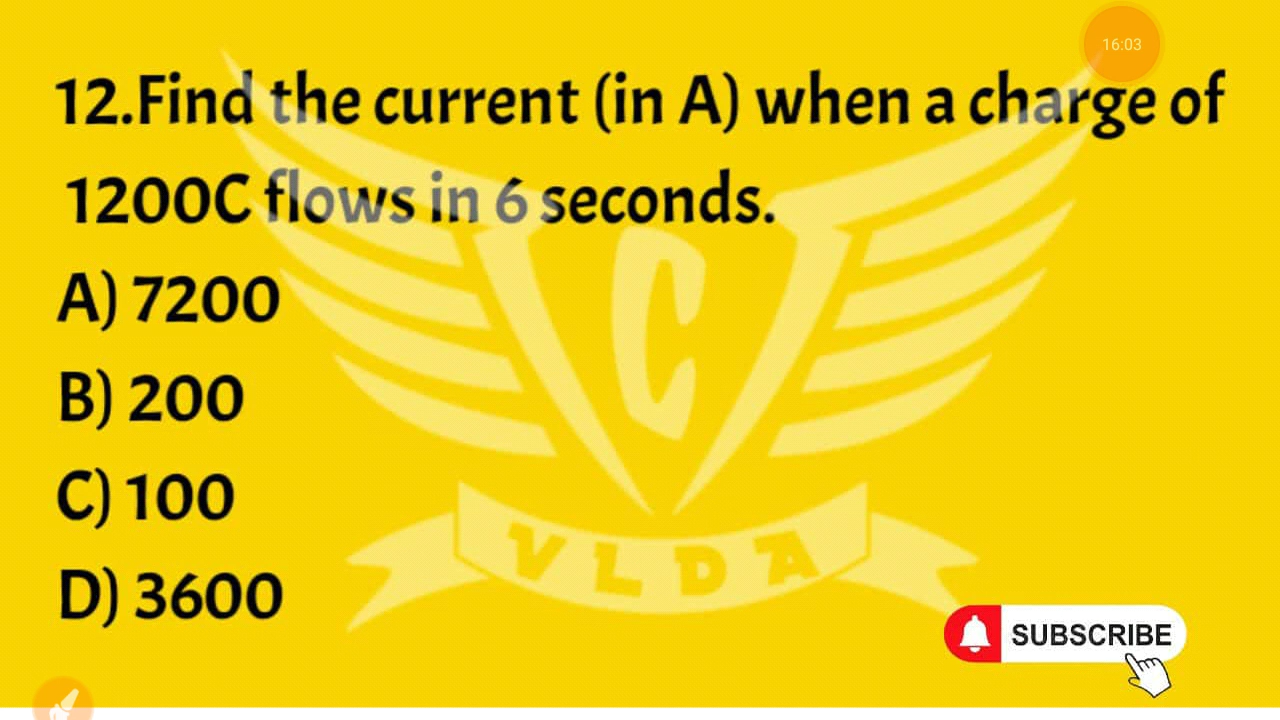 16:03
12.Find the current (in A) when a charge of
1200C flows in 6 seconds.
A) 7200
B) 200
C) 100
D) 3600
C
VLDA
SUBSCRIBE